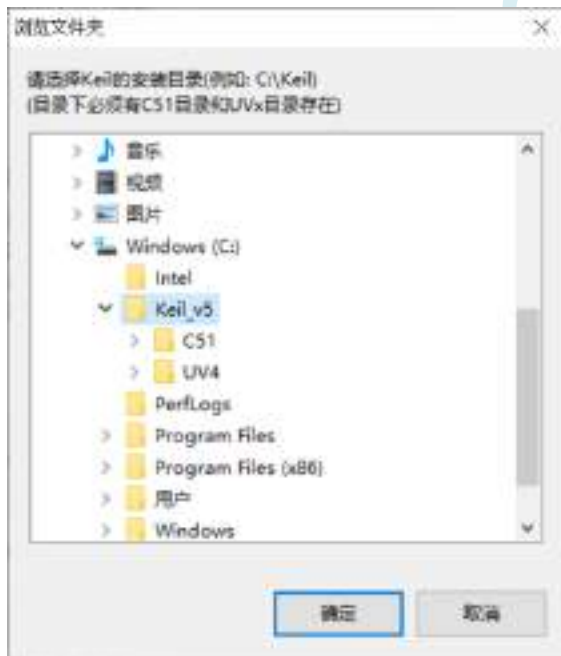 浏览文件夹
请选择Keil的安装目录(例如: C:\Keil)
(目录下必须有C51目录和UVx目录存在)
音乐
视频
图片
Windows (C:)
Intel
Keil_v5
C51
UV4
PerfLogs
Program Files
Program Files (x86)
用户
Windows
确定
取消